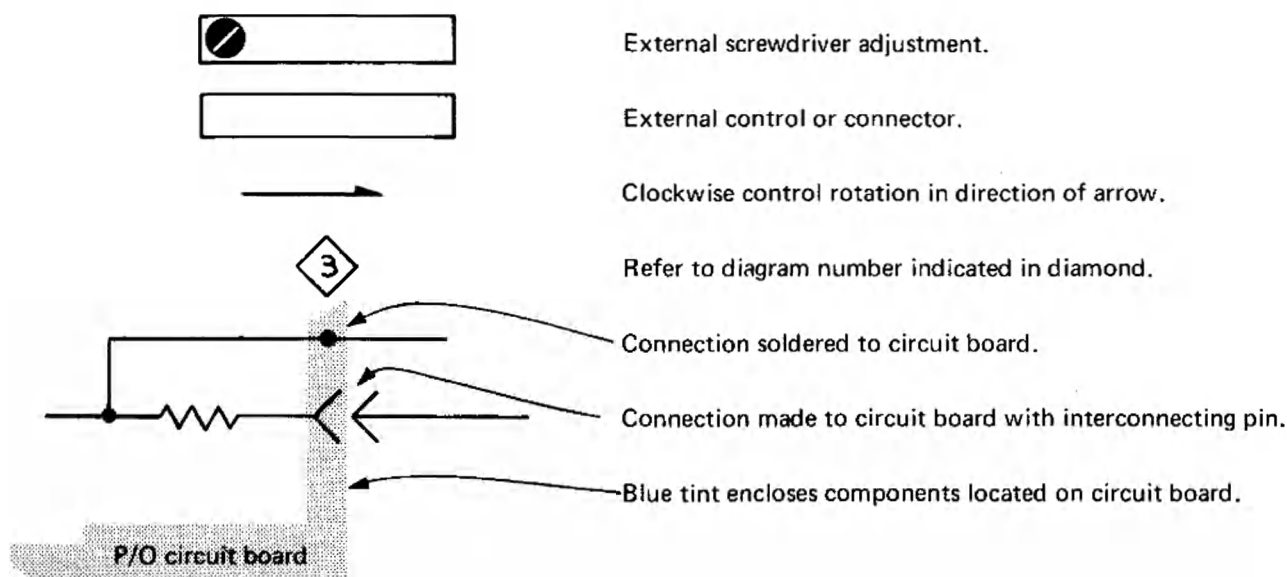 External screwdriver adjustment.
External control or connector.
Clockwise control rotation in direction of arrow.
3
Refer to diagram number indicated in diamond.
Connection soldered to circuit board.
Connection made to circuit board with interconnecting pin.
Blue tint encloses components located on circuit board.
P/O circuit board